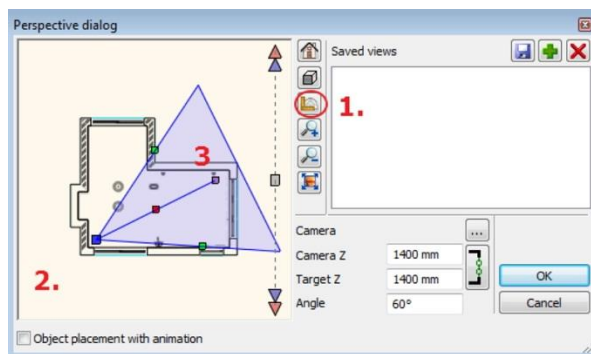 Perspective dialog
Saved views
1.
3
2.
Camera
...
Camera Z 1400 mm
Target Z 1400 mm
OK
Angle 60°
Cancel
Object placement with animation